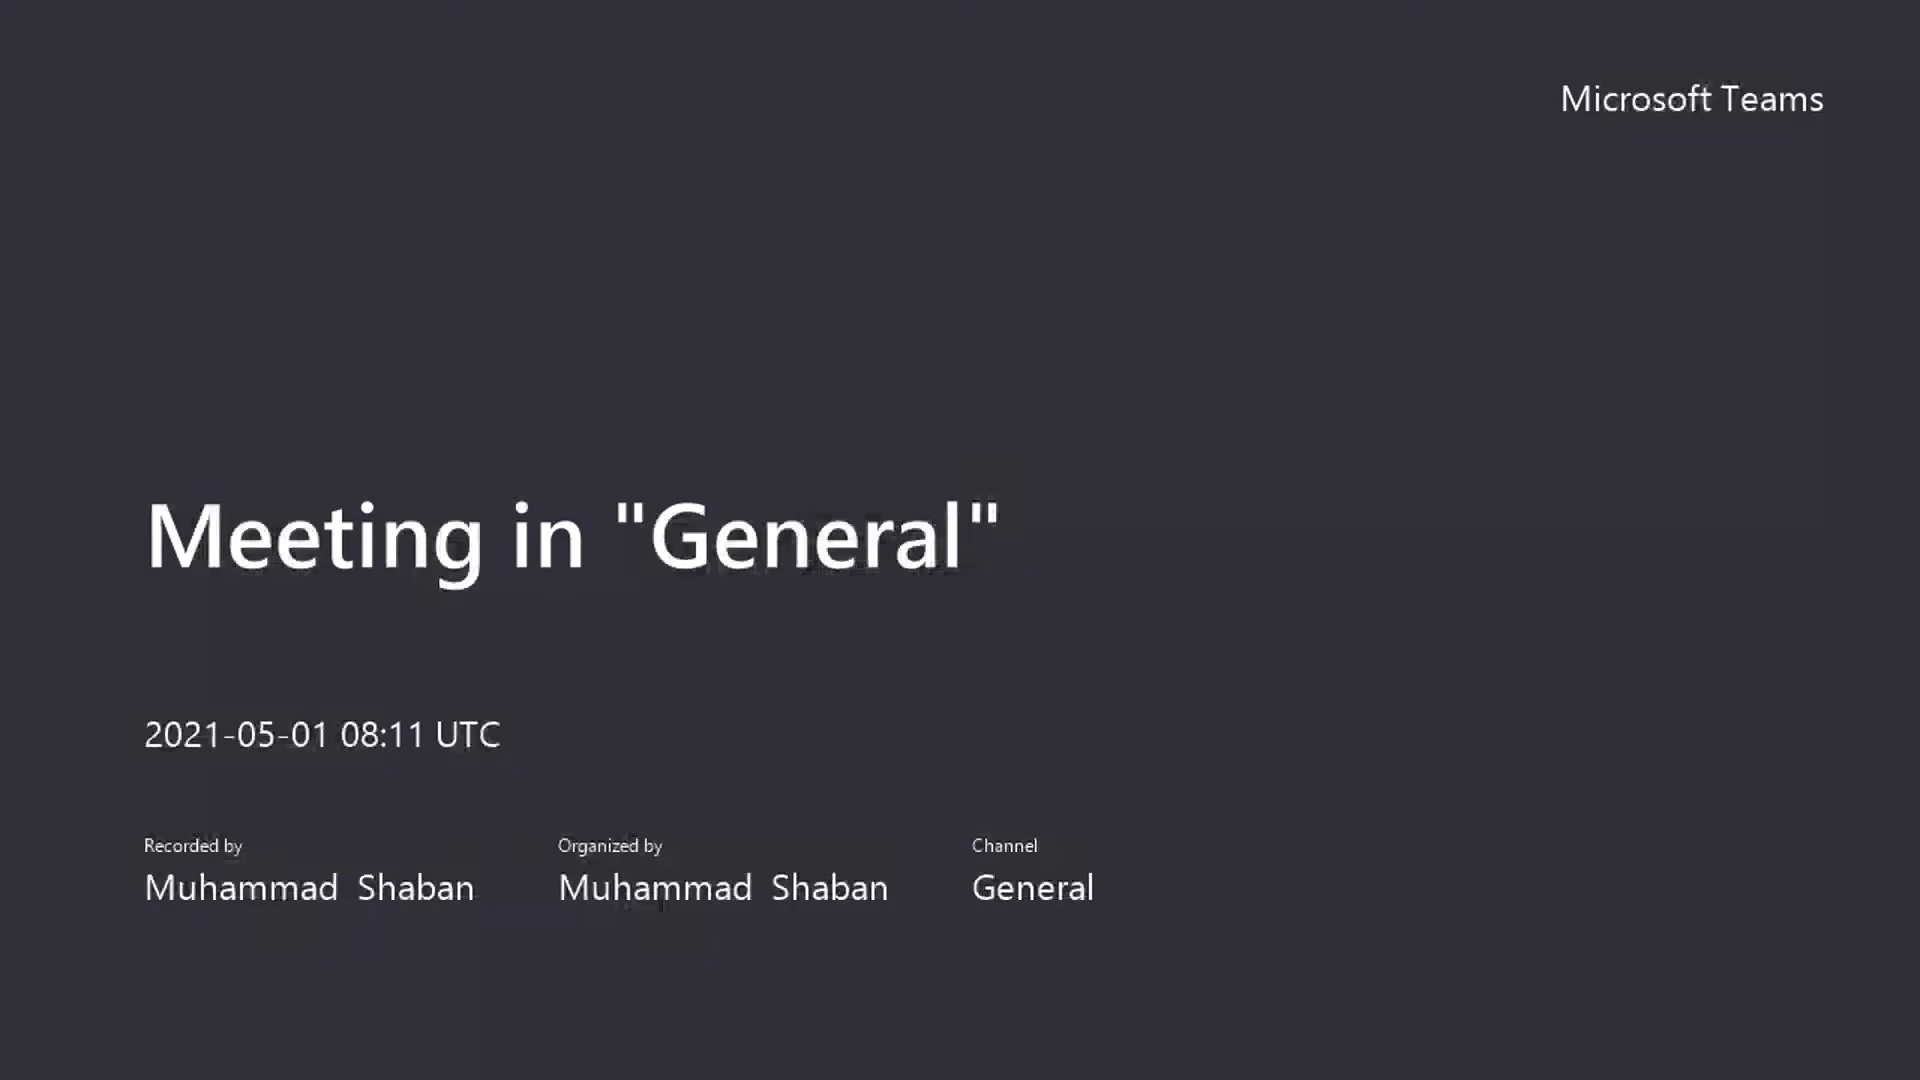 Microsoft Teams
Meeting in "General"
2021-05-01 08:11 UTC
Recorded by
Muhammad  Shaban
Organized by
Muhammad  Shaban
Channel
General